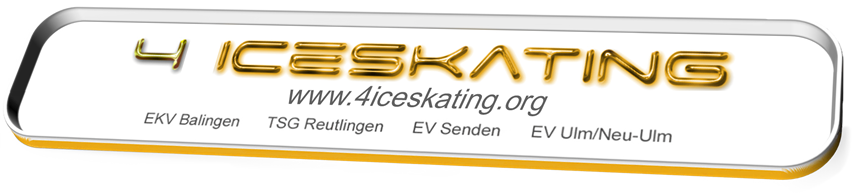 4 ICESKATING
www.4iceskating.org
EKV Balingen TSG Reutlingen EV Senden EV Ulm/Neu-Ulm